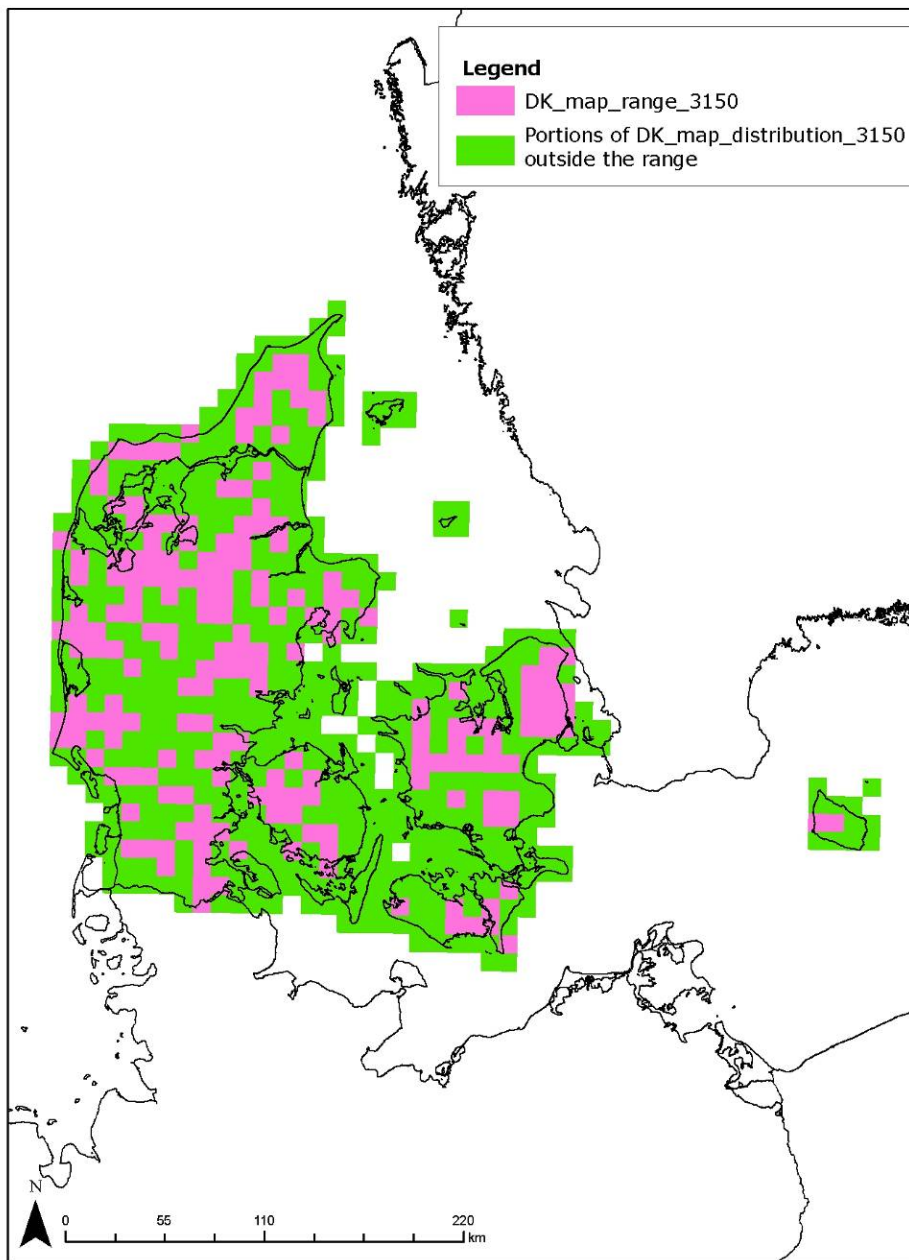 Legend
DK_map_range_3150
Portions of DK_map_distribution_3150
outside the range
N
0 55 110 220
km